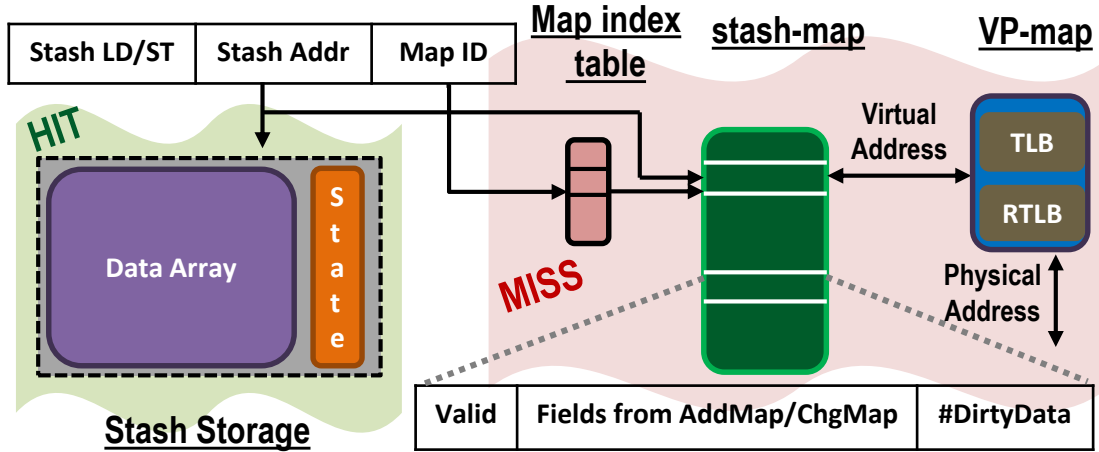 Stash LD/ST
Stash Addr
Map ID
Map index
table
stash-map
VP-map
HIT
Data Array
State
Stash Storage
MISS
Virtual
Address
TLB
RTLB
Physical
Address
Valid
Fields from AddMap/ChgMap
#DirtyData